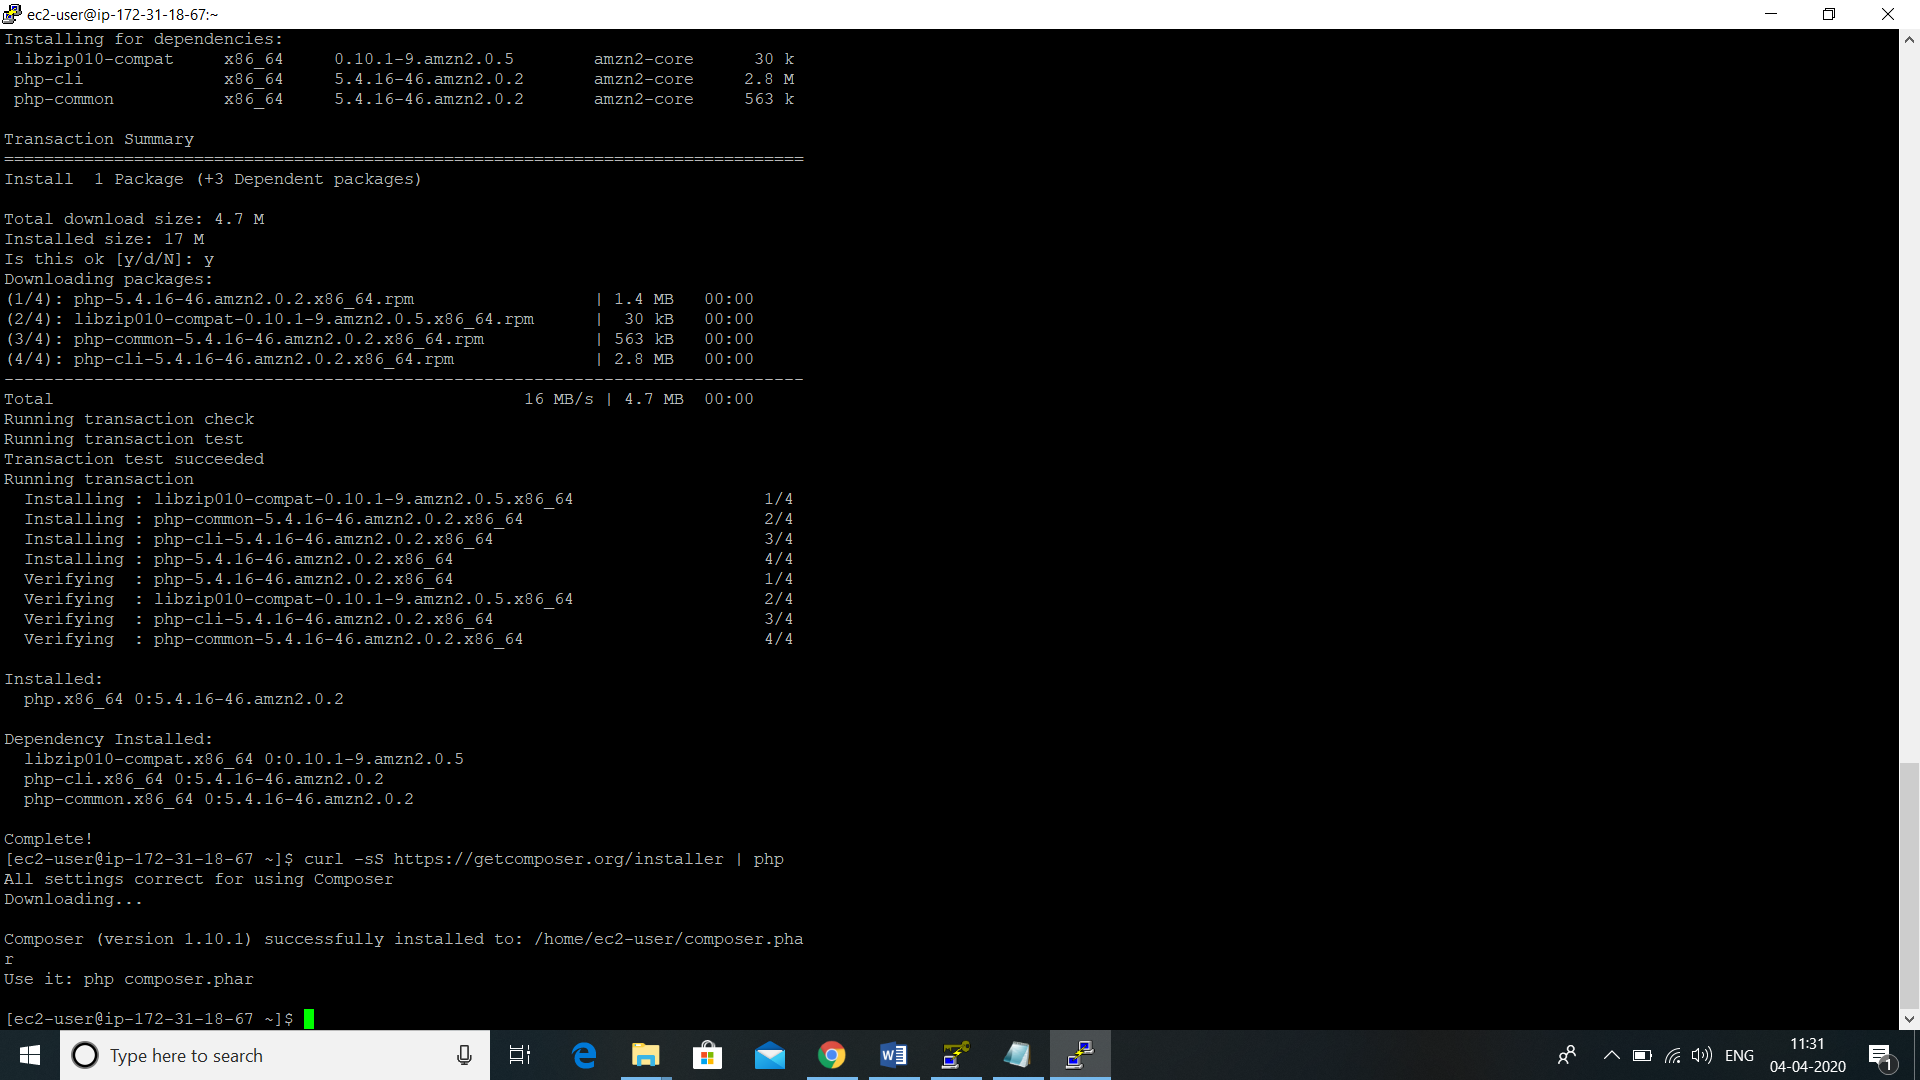 ec2-user@ip-172-31-18-67:~
Installing for dependencies:
 libzip010-compat     x86_64     0.10.1-9.amzn2.0.5        amzn2-core      30 k
 php-cli              x86_64     5.4.16-46.amzn2.0.2       amzn2-core     2.8 M
 php-common           x86_64     5.4.16-46.amzn2.0.2       amzn2-core     563 k
Transaction Summary
================================================================================
Install  1 Package (+3 Dependent packages)
Total download size: 4.7 M
Installed size: 17 M
Is this ok [y/d/N]: y
Downloading packages:
(1/4): php-5.4.16-46.amzn2.0.2.x86_64.rpm                  | 1.4 MB   00:00
(2/4): libzip010-compat-0.10.1-9.amzn2.0.5.x86_64.rpm      |  30 kB   00:00
(3/4): php-common-5.4.16-46.amzn2.0.2.x86_64.rpm           | 563 kB   00:00
(4/4): php-cli-5.4.16-46.amzn2.0.2.x86_64.rpm              | 2.8 MB   00:00
--------------------------------------------------------------------------------
Total                                               16 MB/s | 4.7 MB  00:00
Running transaction check
Running transaction test
Transaction test succeeded
Running transaction
  Installing : libzip010-compat-0.10.1-9.amzn2.0.5.x86_64                   1/4
  Installing : php-common-5.4.16-46.amzn2.0.2.x86_64                        2/4
  Installing : php-cli-5.4.16-46.amzn2.0.2.x86_64                           3/4
  Installing : php-5.4.16-46.amzn2.0.2.x86_64                               4/4
  Verifying  : php-5.4.16-46.amzn2.0.2.x86_64                               1/4
  Verifying  : libzip010-compat-0.10.1-9.amzn2.0.5.x86_64                   2/4
  Verifying  : php-cli-5.4.16-46.amzn2.0.2.x86_64                           3/4
  Verifying  : php-common-5.4.16-46.amzn2.0.2.x86_64                        4/4
Installed:
  php.x86_64 0:5.4.16-46.amzn2.0.2
Dependency Installed:
  libzip010-compat.x86_64 0:0.10.1-9.amzn2.0.5
  php-cli.x86_64 0:5.4.16-46.amzn2.0.2
  php-common.x86_64 0:5.4.16-46.amzn2.0.2
Complete!
[ec2-user@ip-172-31-18-67 ~]$ curl -sS https://getcomposer.org/installer | php
All settings correct for using Composer
Downloading...
Composer (version 1.10.1) successfully installed to: /home/ec2-user/composer.pha
r
Use it: php composer.phar
[ec2-user@ip-172-31-18-67 ~]$
Type here to search
ENG
11:31
04-04-2020
1